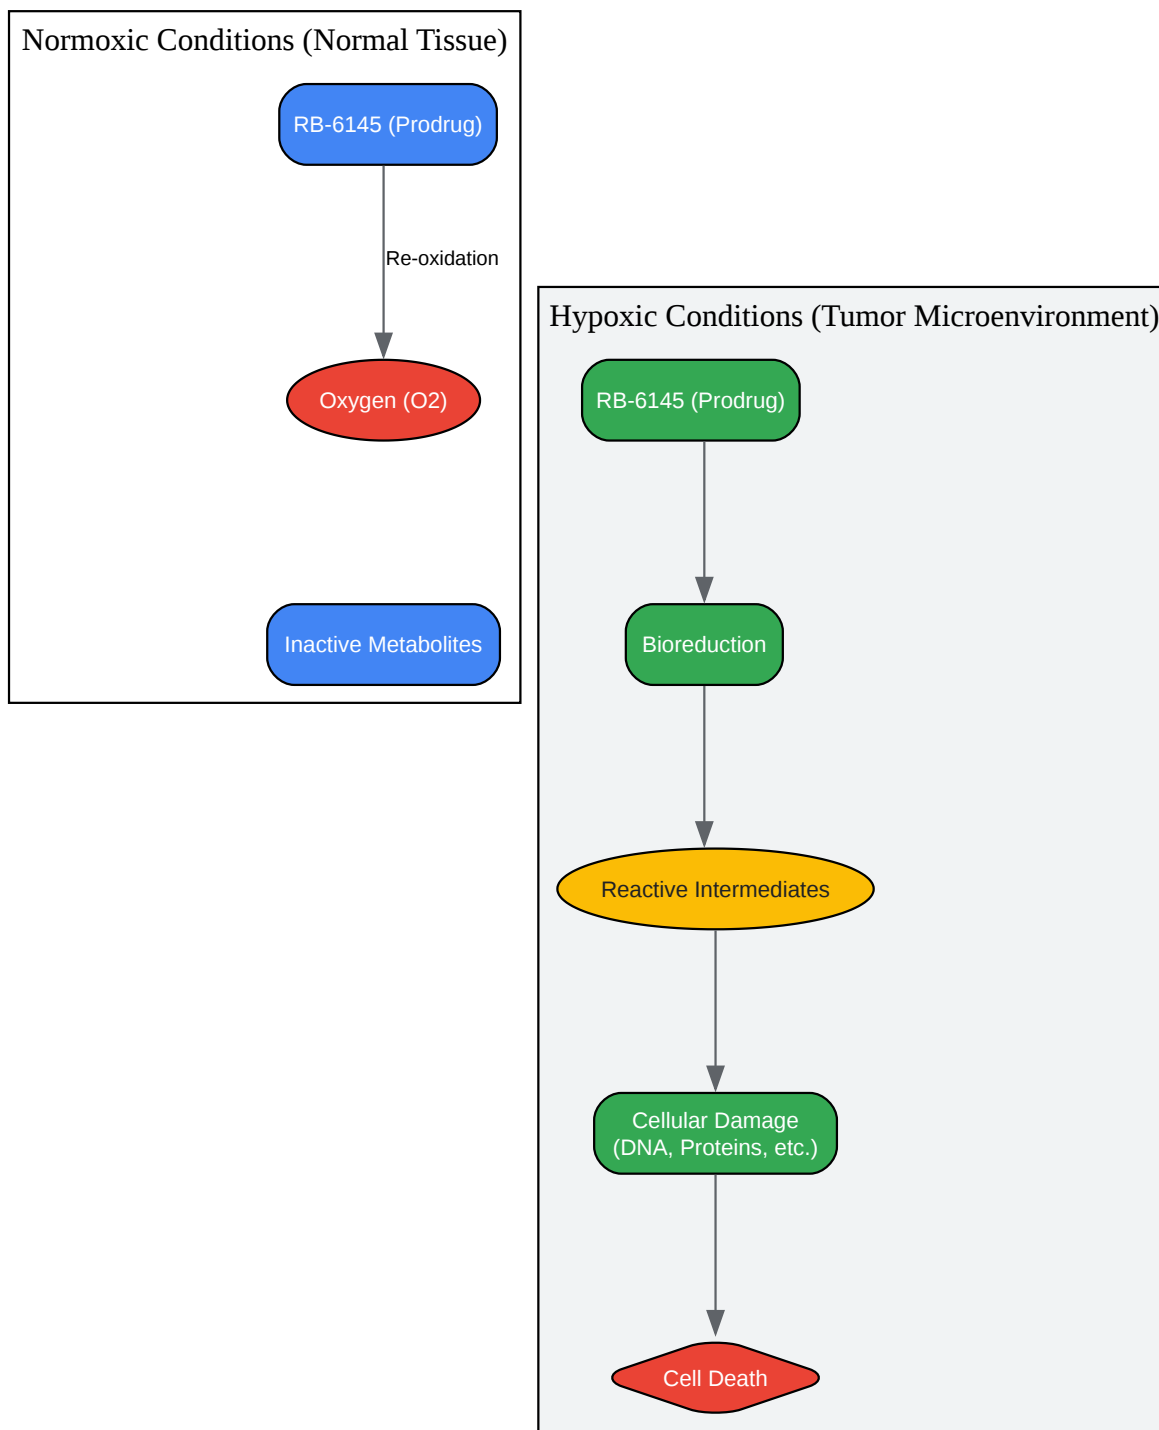 Normoxic Conditions (Normal Tissue)
RB-6145 (Prodrug)
Re-oxidation
Oxygen (O2)
Inactive Metabolites
Hypoxic Conditions (Tumor Microenvironment)
RB-6145 (Prodrug)
Bioreduction
Reactive Intermediates
Cellular Damage
(DNA, Proteins, etc.)
Cell Death